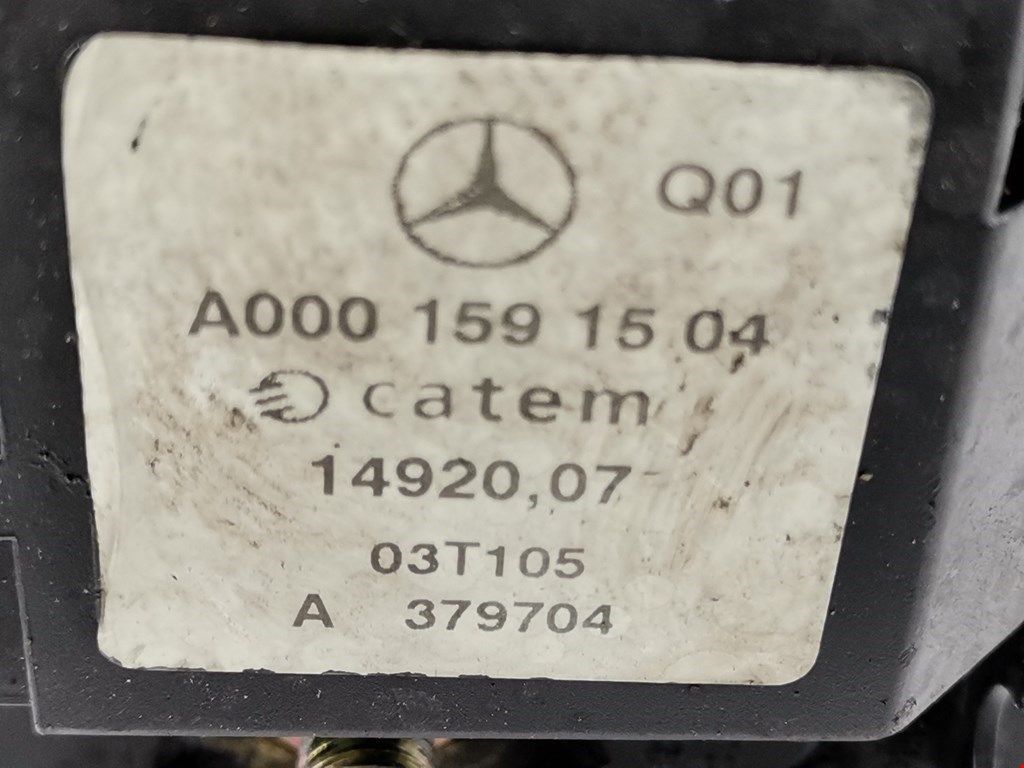 Q01
A000 159 15 04
catem
14920,07
03T105
A 379704